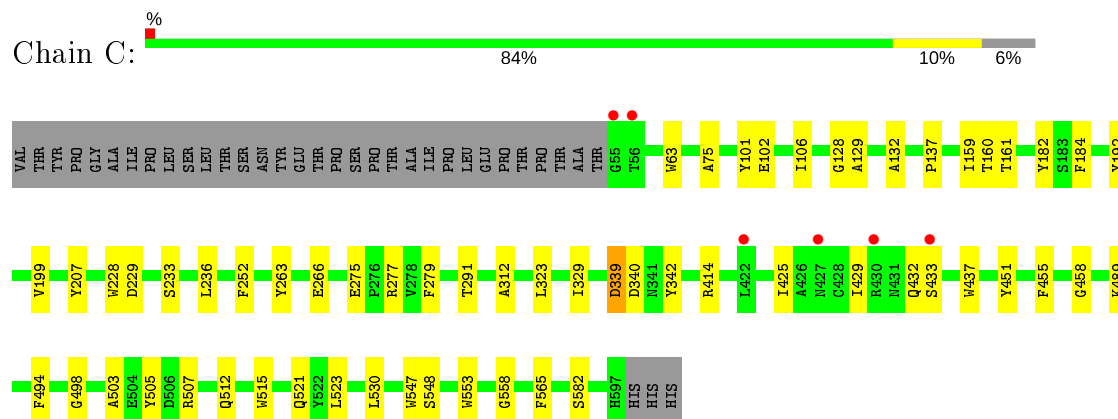 %
Chain C:
84% 10% 6%
VAL THR TYR PRO GLY ALA ILE PRO LEU SER LEU THR SER ASN TYR GLU THR PRO SER PRO THR ALA ILE PRO LEU GLU PRO THR PRO THR ALA THR G55 T56 W63 A75 Y101 E102 I106 G128 A129 A132 P137 I159 T160 T161 Y182 S183 F184 Y192
V199 Y207 W228 D229 S233 L236 F252 Y263 E266 E275 P276 R277 V278 F279 T291 A312 L323 I329 D339 D340 N341 Y342 R414 L422 I425 A426 N427 C428 I429 R430 N431 Q432 S433 W437 Y451 F455 G458 K489
F494 G498 A503 E504 Y505 D506 R507 Q512 W515 Q521 Y522 L523 L530 W547 S548 W553 G558 F565 S582 H597 HIS HIS HIS